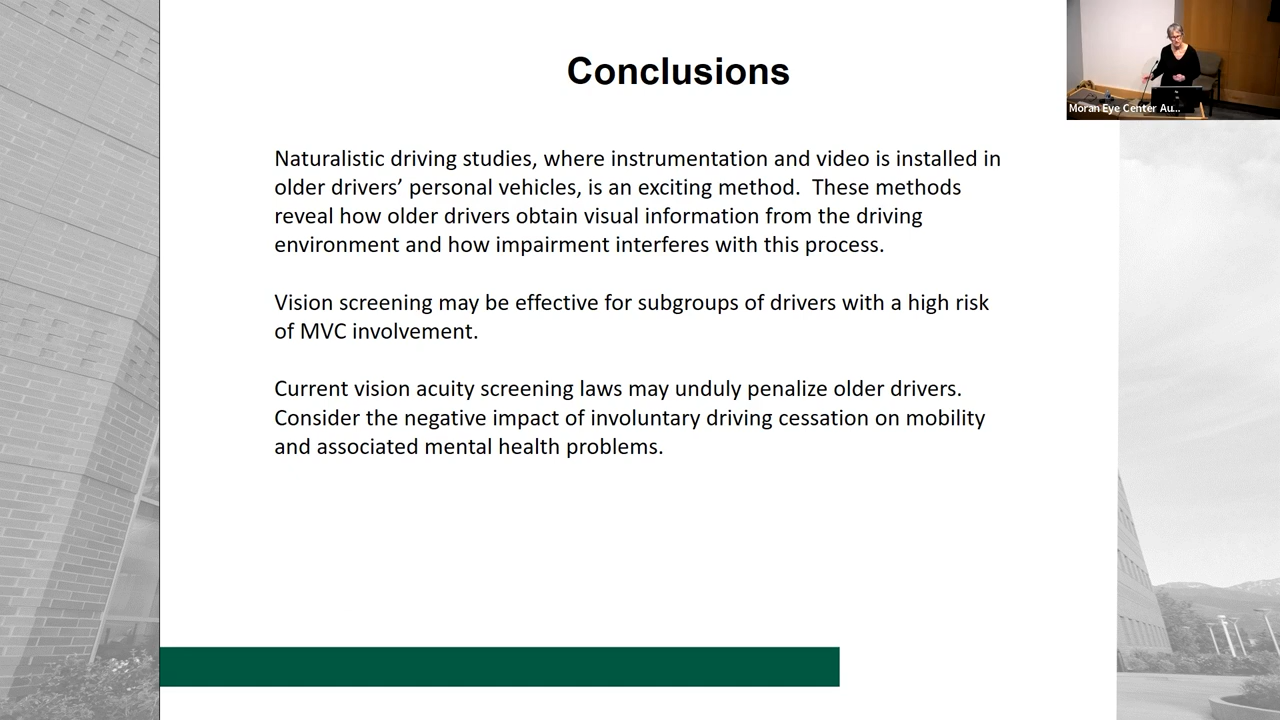 Conclusions
Moran Eye Center Au...
Naturalistic driving studies, where instrumentation and video is installed in
older drivers’ personal vehicles, is an exciting method.  These methods
reveal how older drivers obtain visual information from the driving
environment and how impairment interferes with this process.
Vision screening may be effective for subgroups of drivers with a high risk
of MVC involvement.
Current vision acuity screening laws may unduly penalize older drivers.
Consider the negative impact of involuntary driving cessation on mobility
and associated mental health problems.